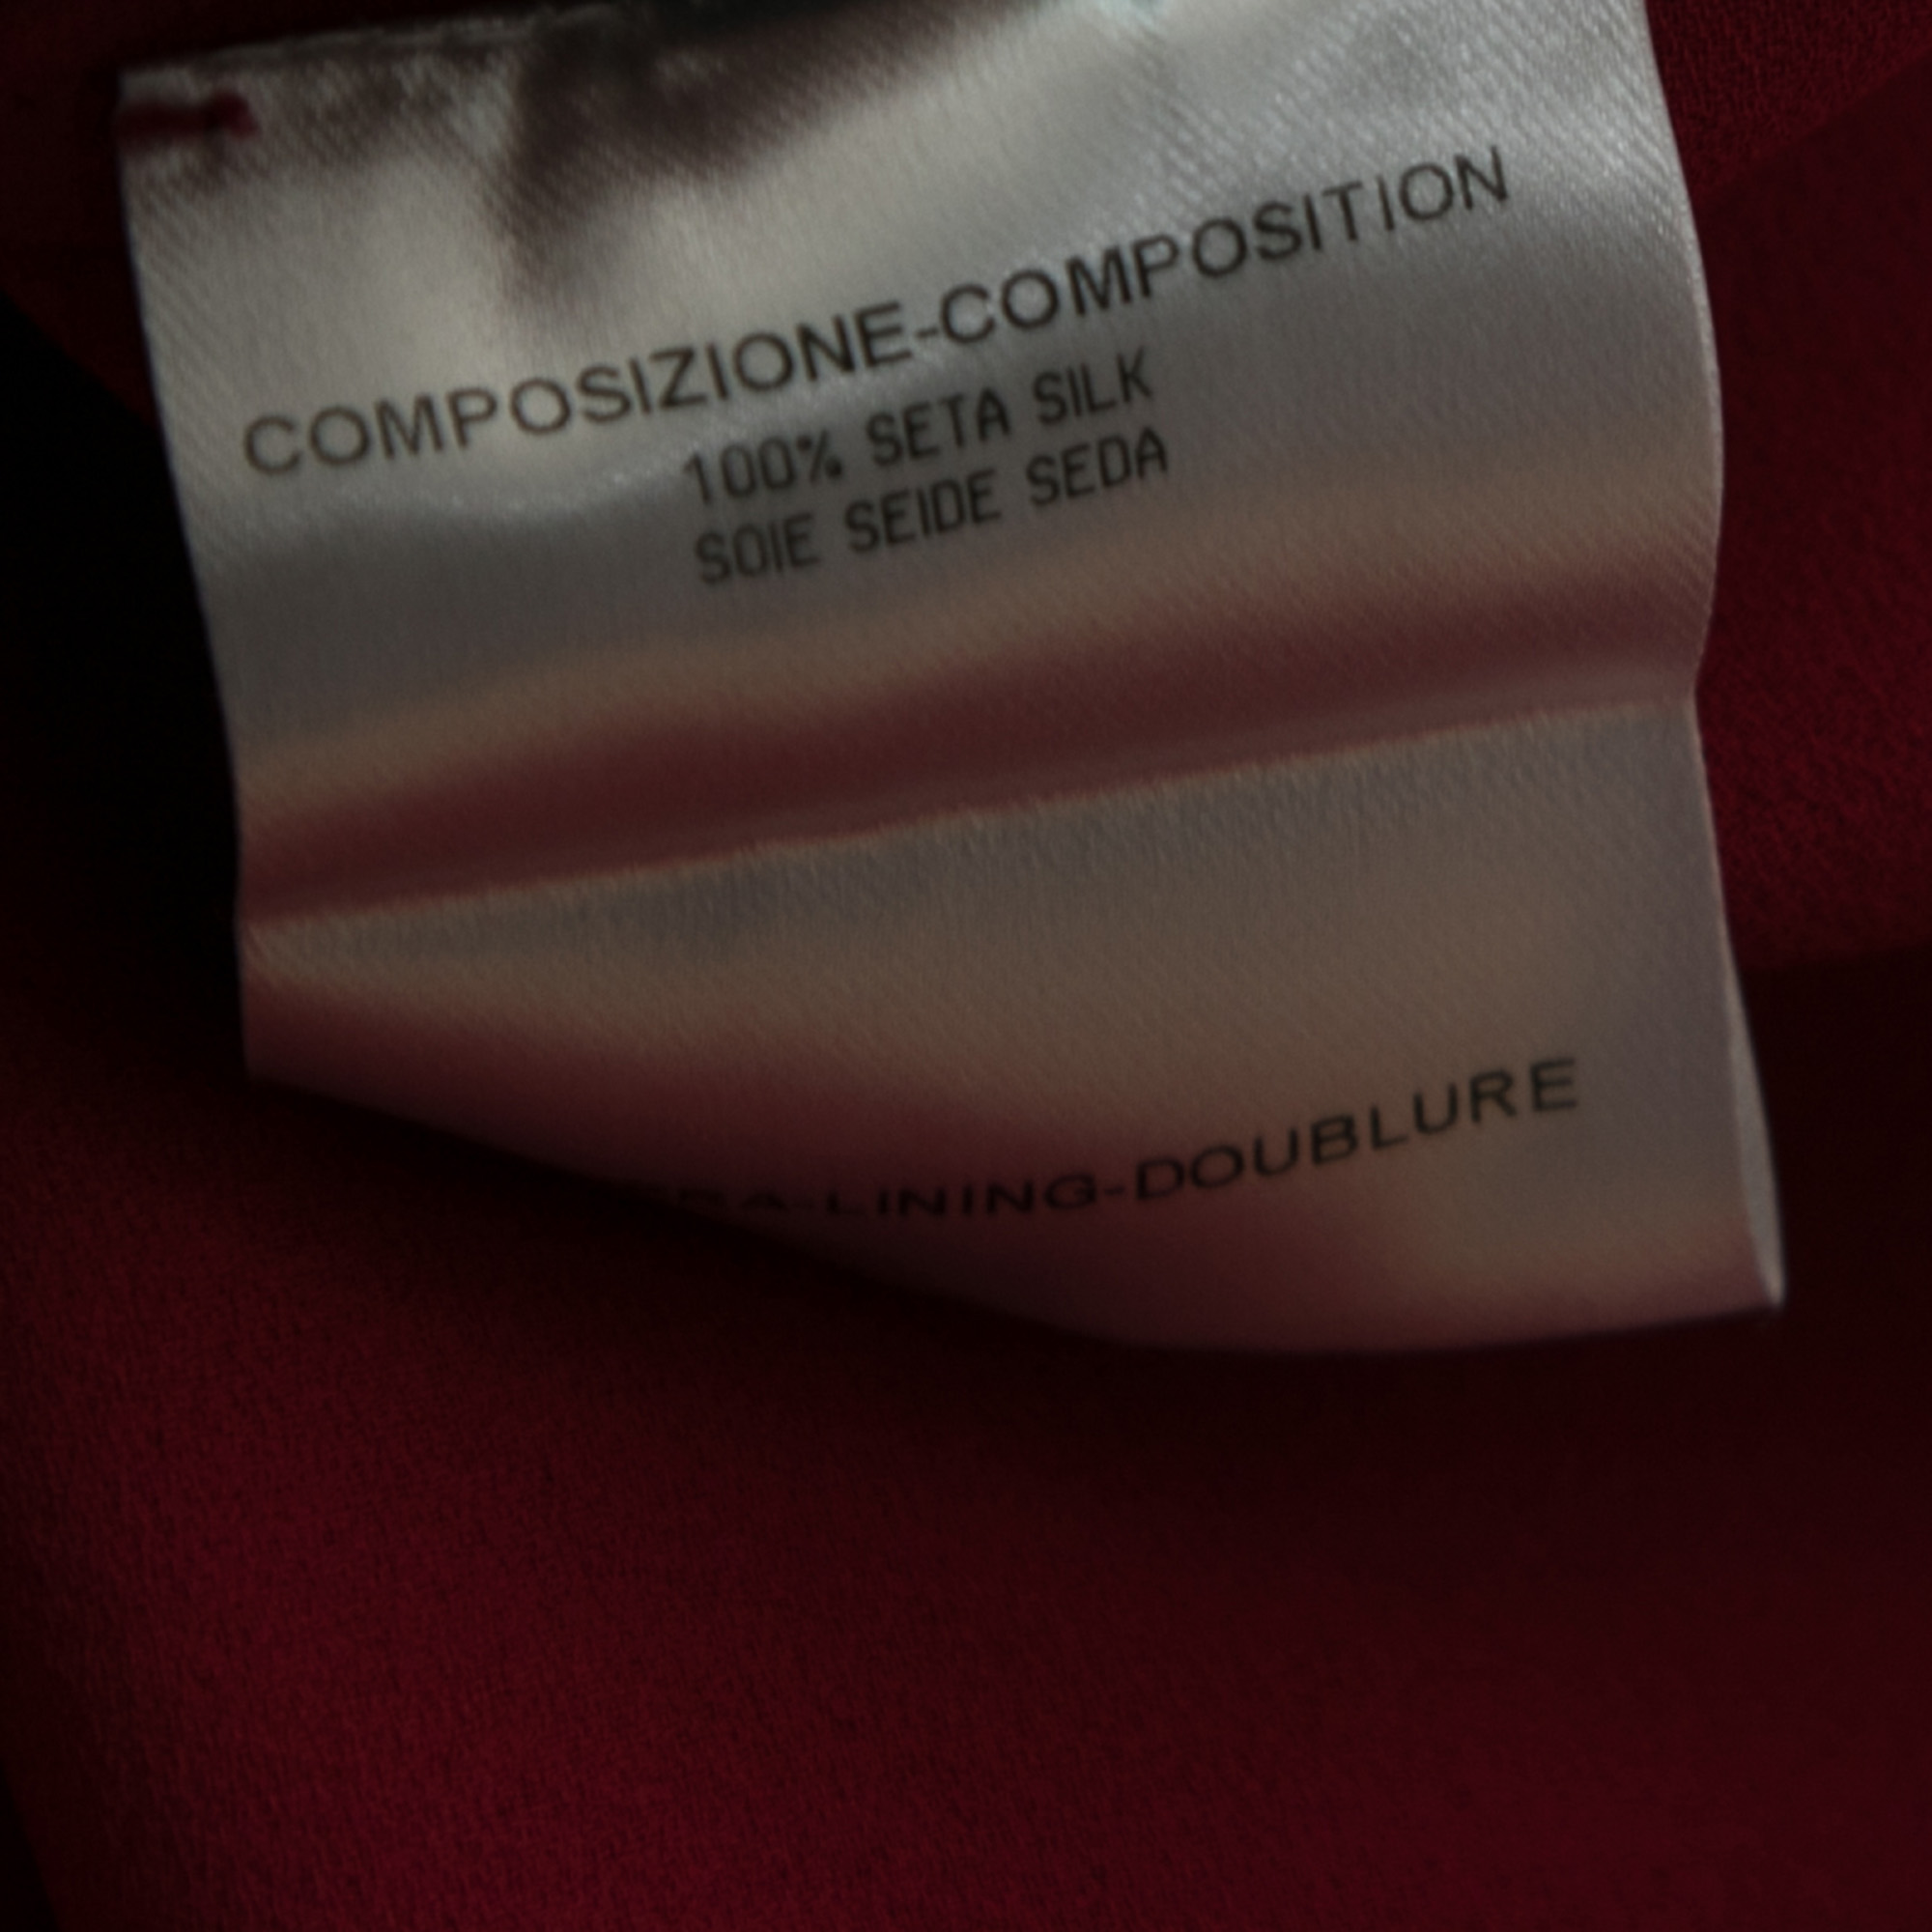 COMPOSIZIONE-COMPOSITION
100% SETA SILK
SOIE SEIDE SEDA
LINING-DOUBLURE